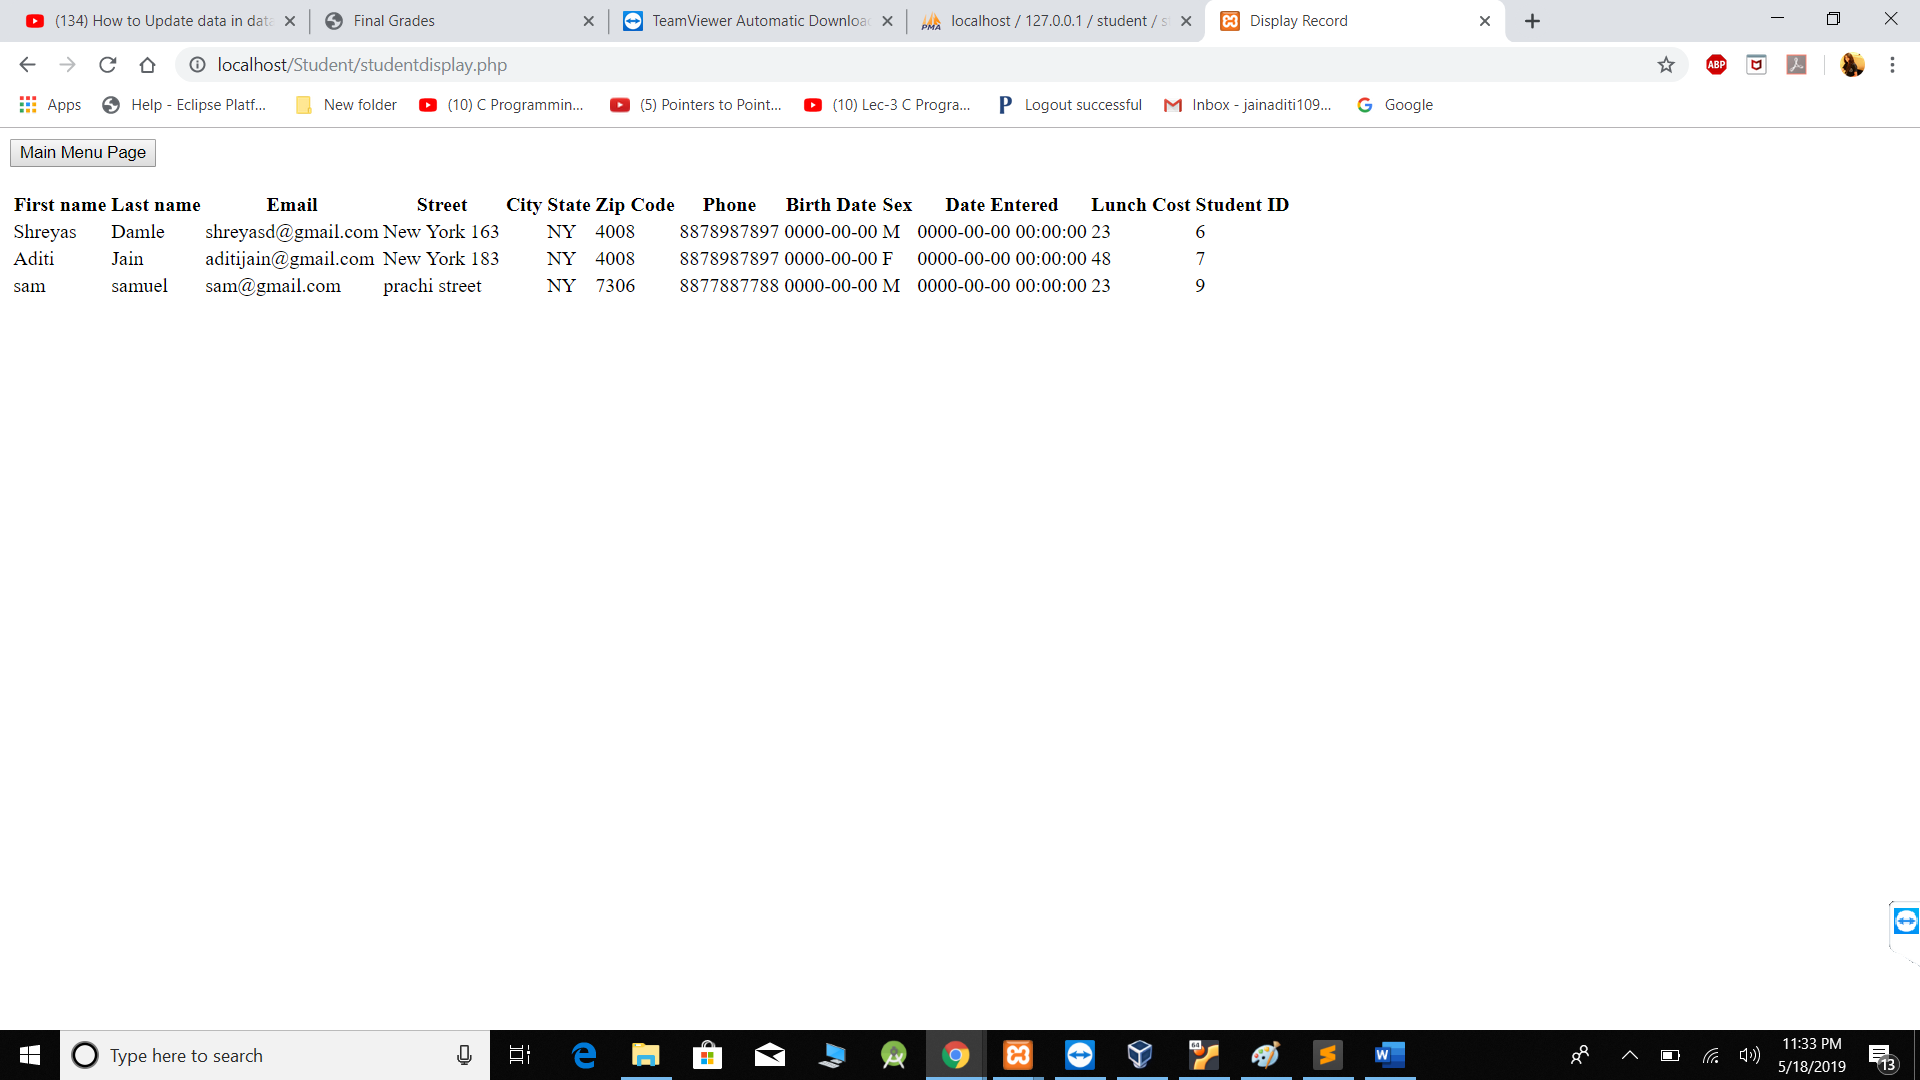 (134) How to Update data in data
Final Grades
TeamViewer Automatic Downloa
localhost / 127.0.0.1 / student / s
Display Record
localhost/Student/studentdisplay.php
ABP
Apps
Help - Eclipse Platf...
New folder
(10) C Programmin...
(5) Pointers to Point...
(10) Lec-3 C Progra...
Logout successful
Inbox - jainaditi109...
Google
Main Menu Page
First name Last name Email Street City State Zip Code Phone Birth Date Sex Date Entered Lunch Cost Student ID
Shreyas Damle shreyasd@gmail.com New York 163 NY 4008 8878987897 0000-00-00 M 0000-00-00 00:00:00 23 6
Aditi Jain aditijain@gmail.com New York 183 NY 4008 8878987897 0000-00-00 F 0000-00-00 00:00:00 48 7
sam samuel sam@gmail.com prachi street NY 7306 8877887788 0000-00-00 M 0000-00-00 00:00:00 23 9
Type here to search
11:33 PM
5/18/2019
13